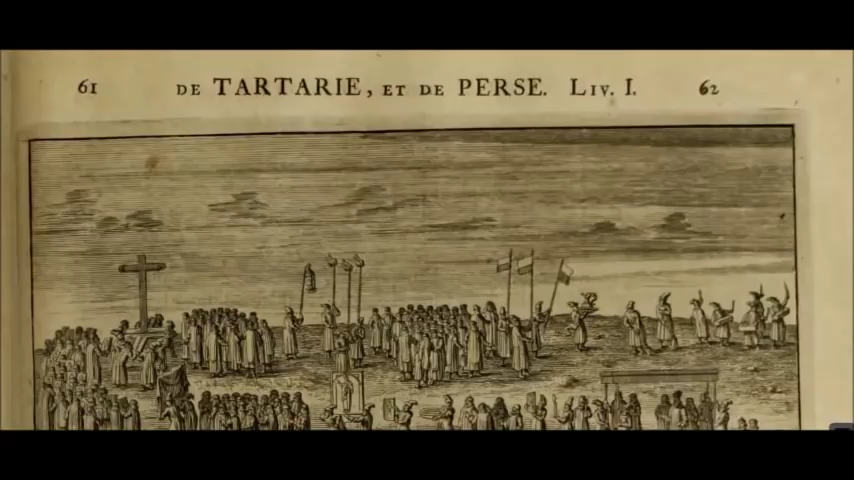 61 DE TARTARIE, ET DE PERSE. LIV. I. 62